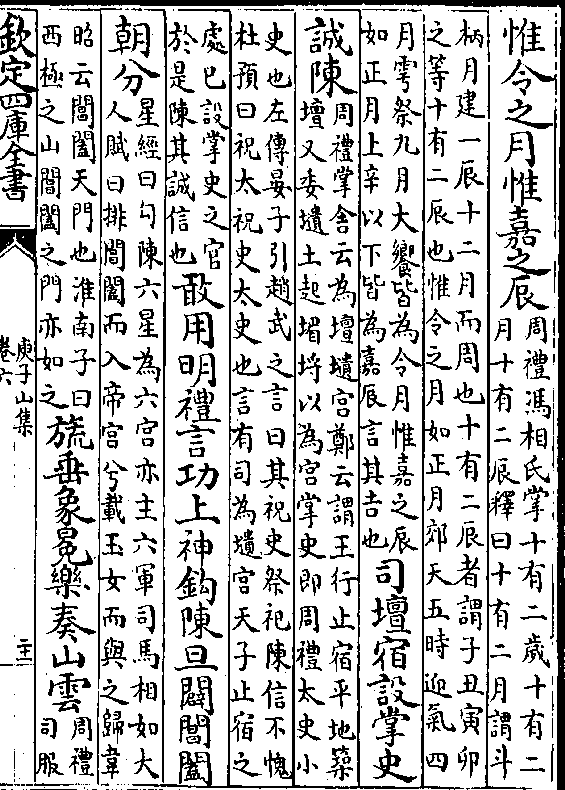 惟令之月惟嘉之辰周禮馮相氏掌十有二歲十有二
月十有二辰釋曰十有二月謂斗
柄月建一辰十二月而周也十有二辰者謂子丑寅卯
之等十有二辰也惟令之月如正月郊天五時迎氣四
月雩祭九月大饗皆為令月惟嘉之辰
如正月上辛以下皆為嘉辰言其吉也
司壇宿設掌史
誠陳周禮掌舍云為壇壝宮鄭云謂王行止宿平地築
壇又委壝土起堳埒以為宮掌史即周禮太史小
史也左傳晏子引趙武之言曰其祝史祭祀陳信不愧
杜預曰祝太祝史太史也言有司為壝宮天子止宿之
處已設掌史之官
於是陳其誠信也
敢用明禮言功上神鈎陳旦闢閶闔
朝分星經曰勾陳六星為六宮亦主六軍司馬相如大
人賦曰排閶闔而入帝宮兮載玉女而與之歸韋
昭云閶闔天門也淮南子曰
西極之山閶闔之門亦如之
旒垂象冕樂奏山雲周禮
司服
欽定四庫全書
庾子山集
卷六
二十一